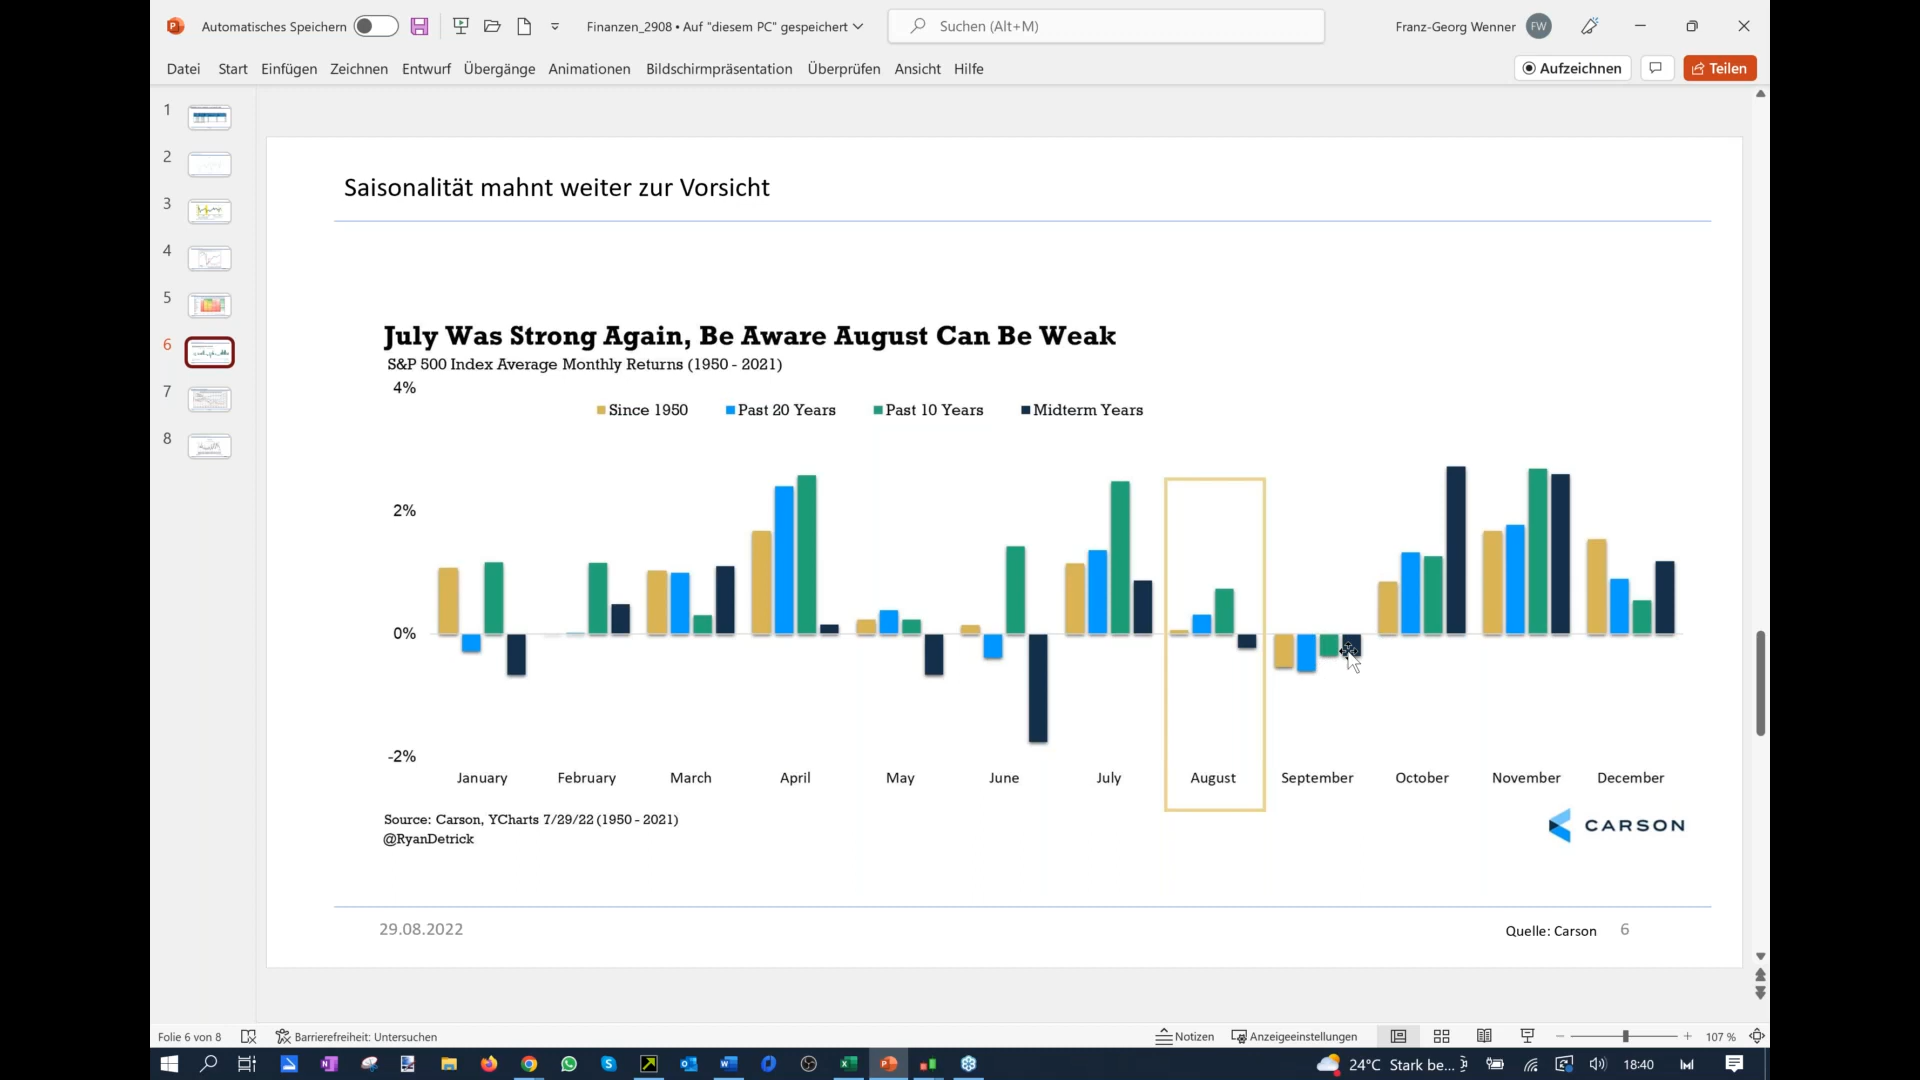 Automatisches Speichern
Finanzen_2908 • Auf "diesem PC" gespeichert
Suchen (Alt+M)
Franz-Georg Wenner
FW
Datei Start Einfügen Zeichnen Entwurf Übergänge Animationen Bildschirmpräsentation Überprüfen Ansicht Hilfe
Aufzeichnen
Teilen
1
2
3
4
5
6
7
8
Saisonalität mahnt weiter zur Vorsicht
July Was Strong Again, Be Aware August Can Be Weak
S&P 500 Index Average Monthly Returns (1950 - 2021)
4%
Since 1950 Past 20 Years Past 10 Years Midterm Years
2%
0%
-2%
January February March April May June July August September October November December
Source: Carson, YCharts 7/29/22 (1950 - 2021)
@RyanDetrick
CARSON
29.08.2022
Quelle: Carson 6
Folie 6 von 8
Barrierefreiheit: Untersuchen
Notizen
Anzeigeeinstellungen
107 %
24°C Stark be...
18:40